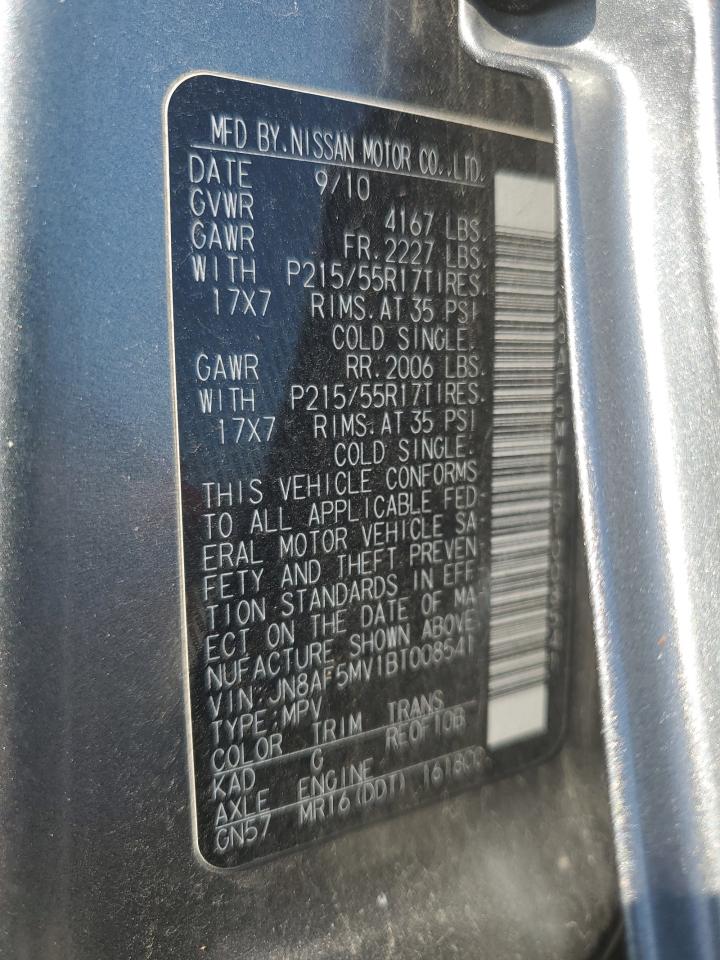 MFD BY.NISSAN MOTOR CO.,LTD.
DATE 9/10
GVWR 4167 LBS.
GAWR FR.2227 LBS.
WITH P215/55R17TIRES.
17X7 RIMS.AT 35 PSI
COLD SINGLE.
GAWR RR.2006 LBS.
WITH P215/55R17TIRES.
17X7 RIMS.AT 35 PSI
COLD SINGLE.
THIS VEHICLE CONFORMS
TO ALL APPLICABLE FED-
ERAL MOTOR VEHICLE SA-
FETY AND THEFT PREVEN-
TION STANDARDS IN EFF-
ECT ON THE DATE OF MA-
NUFACTURE SHOWN ABOVE.
VIN:JN8AF5MV1BT008541
TYPE:MPV
COLOR TRIM TRANS
KAD G RE0F10B
AXLE ENGINE
GN57 MR16(DDT) 1618CC